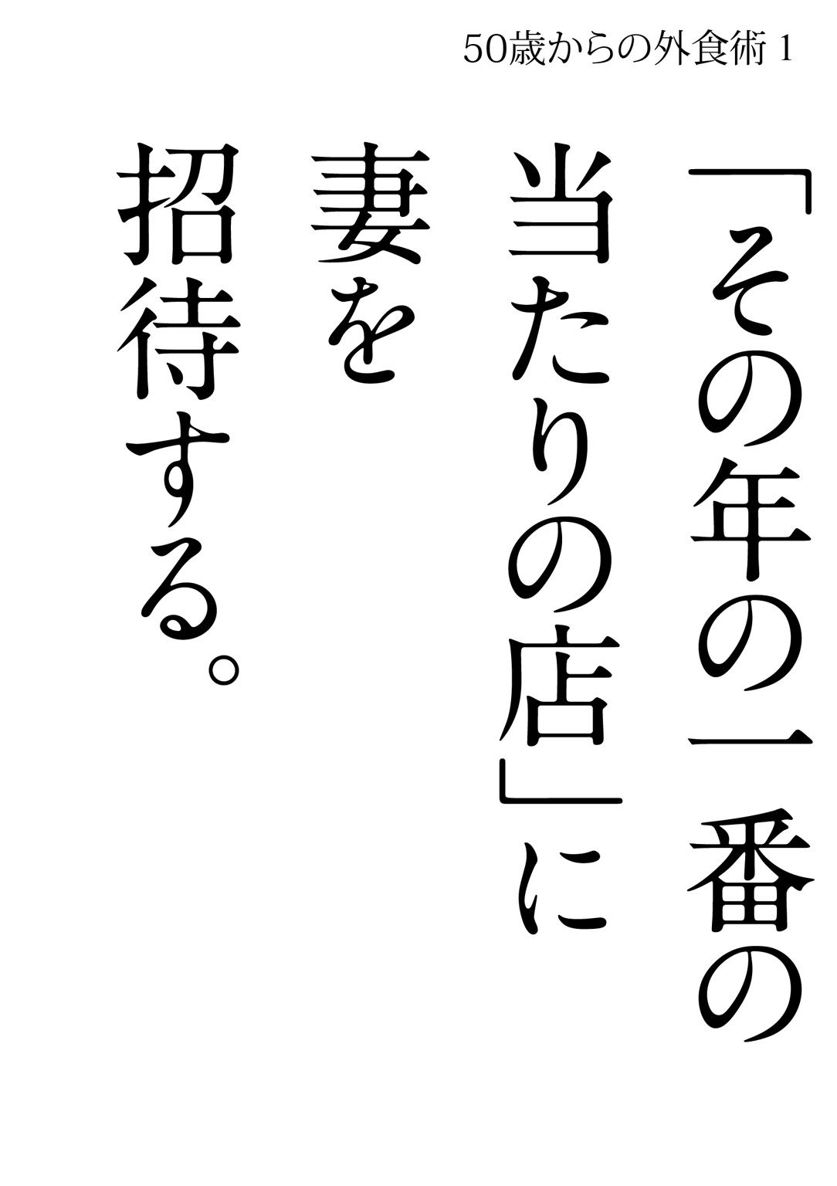 50歳からの外食術 1
「その年の一番の
当たりの店」に
妻を
招待する。